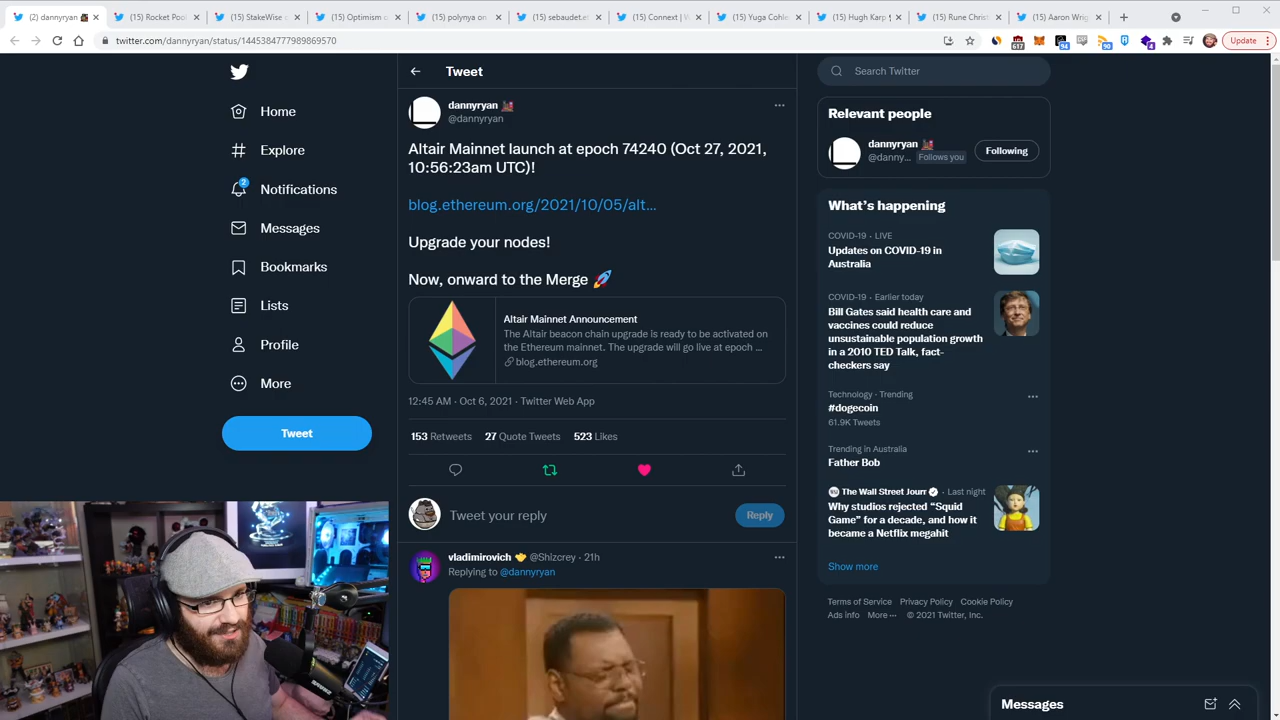 (2) dannyryan
(15) Rocket Poo
(15) StakeWise o
(15) Optimism o
(15) polynya on
(15) sebaudet.e
(15) Connext | W
(15) Yuga Cohle
(15) Hugh Karp
(15) Rune Christ
(15) Aaron Wrig
twitter.com/dannyryan/status/1445384777989869570
617
94
90
4
Update
Home
Explore
2
Notifications
Messages
Bookmarks
Lists
Profile
More
Tweet
Tweet
dannyryan
@dannyryan
Altair Mainnet launch at epoch 74240 (Oct 27, 2021,
10:56:23am UTC)!
blog.ethereum.org/2021/10/05/alt...
Upgrade your nodes!
Now, onward to the Merge 🚀
Altair Mainnet Announcement
The Altair beacon chain upgrade is ready to be activated on
the Ethereum mainnet. The upgrade will go live at epoch ...
blog.ethereum.org
12:45 AM · Oct 6, 2021 · Twitter Web App
153 Retweets 27 Quote Tweets 523 Likes
Tweet your reply
Reply
vladimirovich @Shizcrey · 21h
Replying to @dannyryan
Search Twitter
Relevant people
dannyryan
@danny... Follows you
Following
What's happening
COVID-19 · LIVE
Updates on COVID-19 in
Australia
COVID-19 · Earlier today
Bill Gates said health care and
vaccines could reduce
unsustainable population growth
in a 2010 TED Talk, fact-
checkers say
Technology · Trending
#dogecoin
61.9K Tweets
Trending in Australia
Father Bob
The Wall Street Jourr · Last night
Why studios rejected “Squid
Game” for a decade, and how it
became a Netflix megahit
Show more
Terms of Service Privacy Policy Cookie Policy
Ads info More ··· © 2021 Twitter, Inc.
Messages